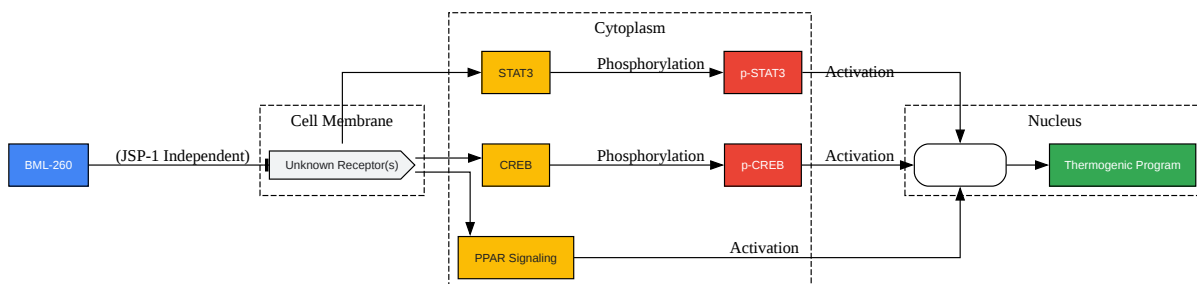 Cytoplasm
STAT3
Phosphorylation
p-STAT3
Activation
Cell Membrane
Nucleus
BML-260
(JSP-1 Independent)
Unknown Receptor(s)
CREB
Phosphorylation
p-CREB
Activation
Thermogenic Program
PPAR Signaling
Activation